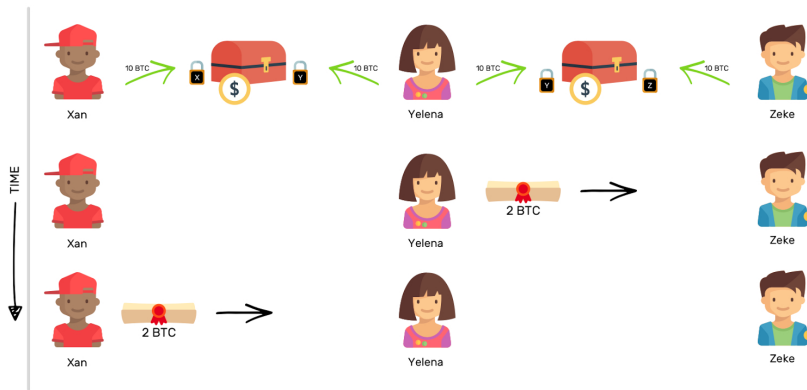 10 BTC
X
$
Y
10 BTC
10 BTC
Y
$
Z
10 BTC
Xan
Yelena
Zeke
TIME
2 BTC
Xan
Yelena
Zeke
2 BTC
Xan
Yelena
Zeke